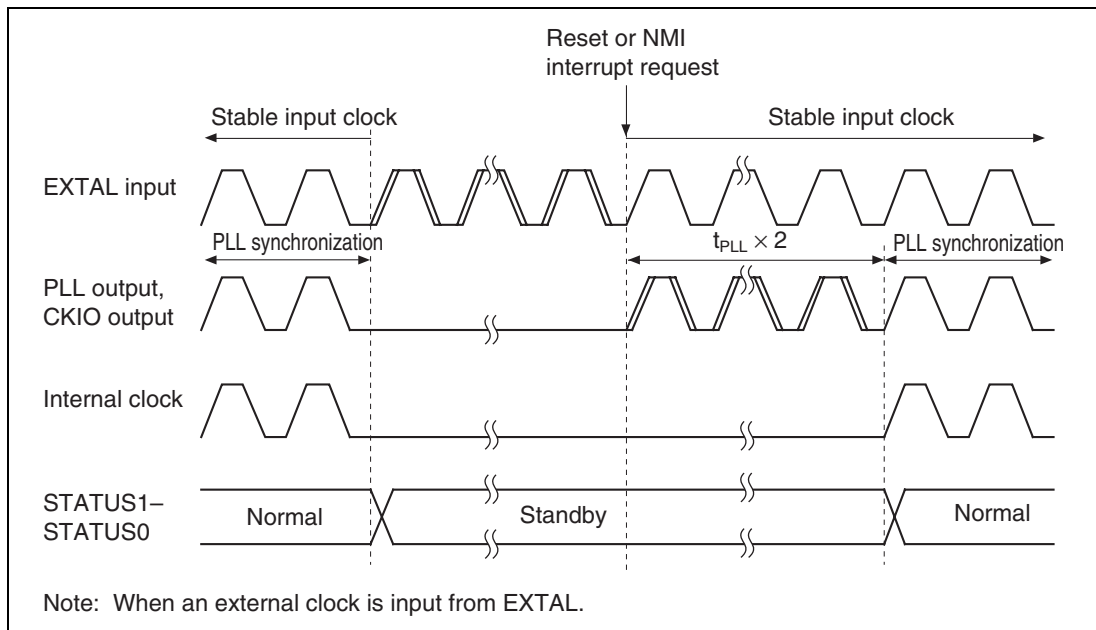 Reset or NMI
interrupt request
Stable input clock
Stable input clock
EXTAL input
PLL synchronization
tPLL × 2
PLL synchronization
PLL output,
CKIO output
Internal clock
STATUS1–
STATUS0
Normal
Standby
Normal
Note: When an external clock is input from EXTAL.